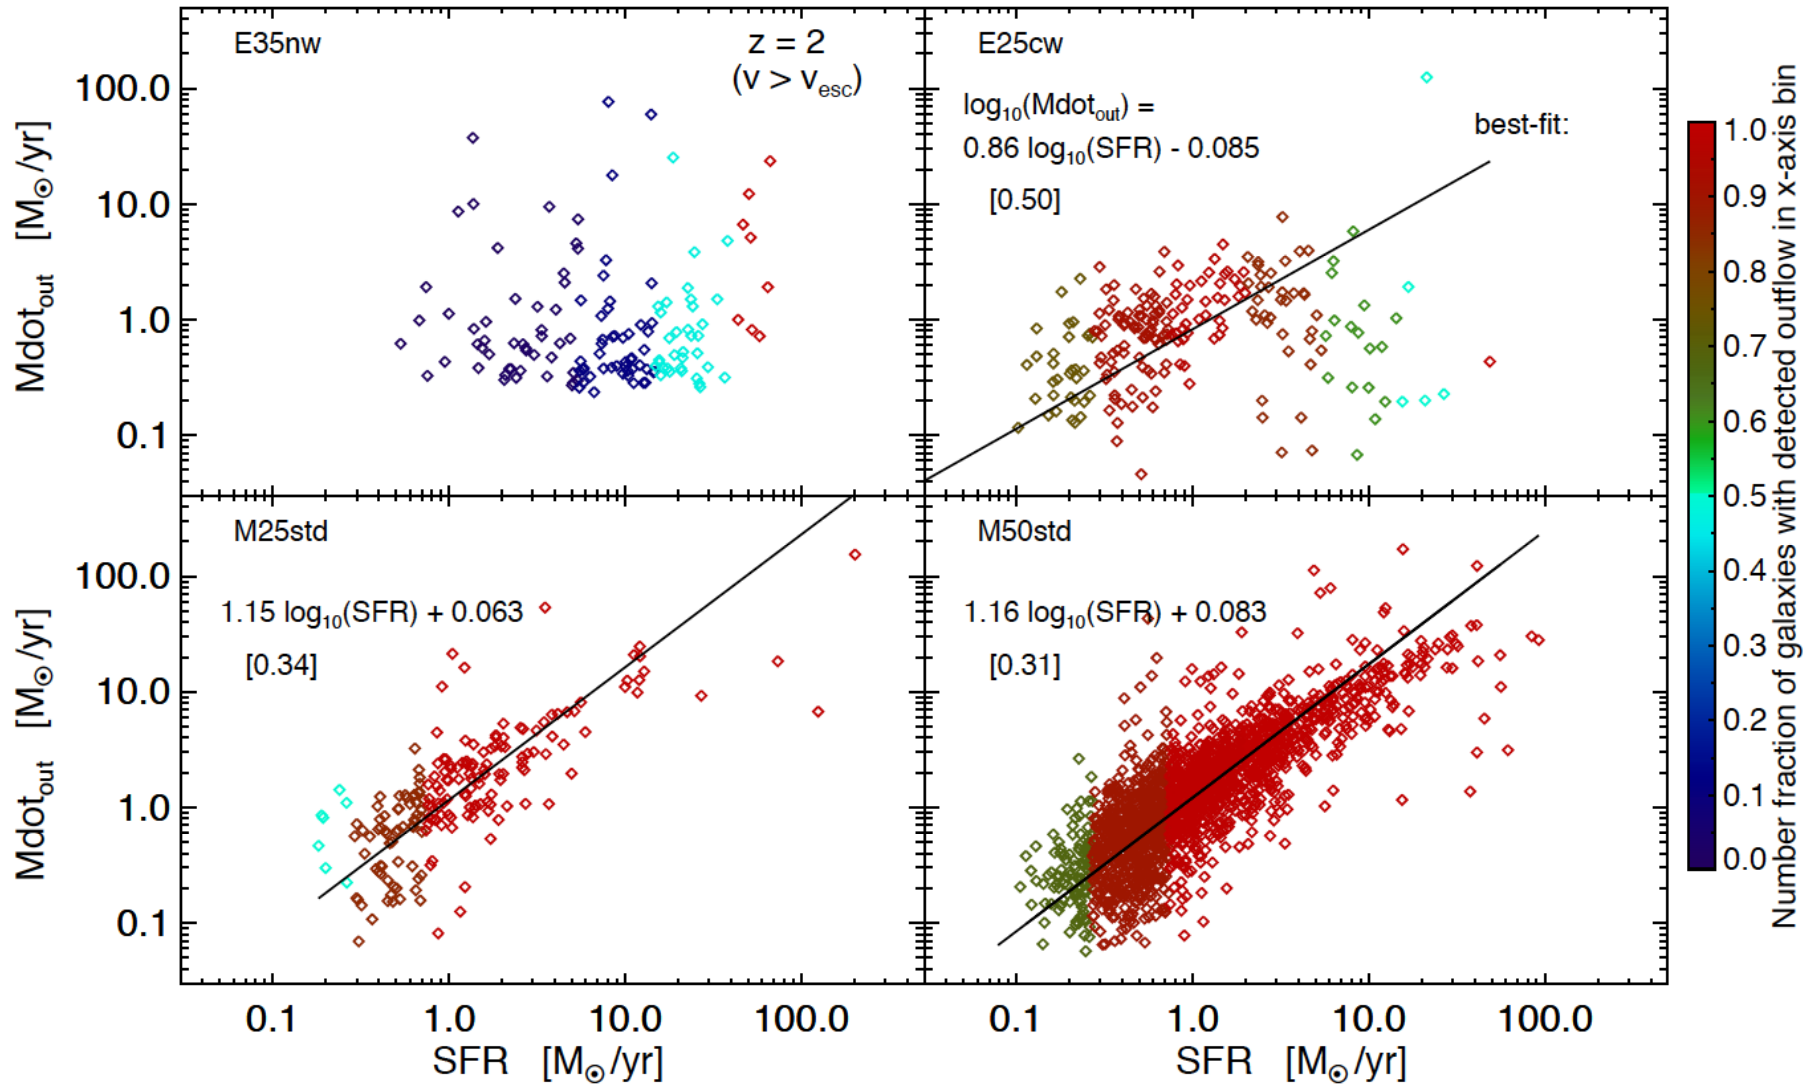 E35nw
z = 2
(v > vesc)
E25cw
log10(Mdotout) =
0.86 log10(SFR) - 0.085
[0.50]
best-fit:
100.0
10.0
1.0
0.1
Mdotout [M⊙/yr]
M25std
1.15 log10(SFR) + 0.063
[0.34]
M50std
1.16 log10(SFR) + 0.083
[0.31]
100.0
10.0
1.0
0.1
Mdotout [M⊙/yr]
0.1 1.0 10.0 100.0
0.1 1.0 10.0 100.0
SFR [M⊙/yr]
SFR [M⊙/yr]
1.0
0.9
0.8
0.7
0.6
0.5
0.4
0.3
0.2
0.1
0.0
Number fraction of galaxies with detected outflow in x-axis bin